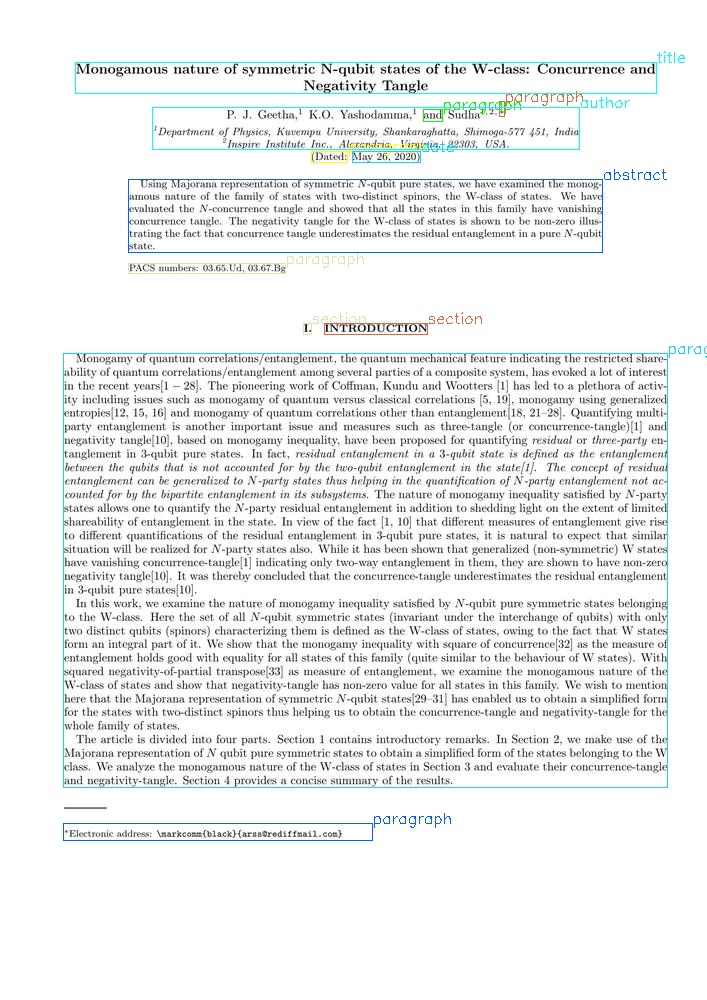 Monogamous nature of symmetric N-qubit states of the W-class: Concurrence and
Negativity Tangle
title
P. J. Geetha,1 K.O. Yashodamma,1 and Sudha*1, 2,
paragraph
paragraph
author
1Department of Physics, Kuvempu University, Shankaraghatta, Shimoga-577 451, India
2Inspire Institute Inc., Alexandria, Virginia, 22303, USA.
date
(Dated: May 26, 2020)
abstract
Using Majorana representation of symmetric N-qubit pure states, we have examined the monog-
amous nature of the family of states with two-distinct spinors, the W-class of states. We have
evaluated the N-concurrence tangle and showed that all the states in this family have vanishing
concurrence tangle. The negativity tangle for the W-class of states is shown to be non-zero illus-
trating the fact that concurrence tangle underestimates the residual entanglement in a pure N-qubit
state.
paragraph
PACS numbers: 03.65.Ud, 03.67.Bg
section
section
I. INTRODUCTION
parag
Monogamy of quantum correlations/entanglement, the quantum mechanical feature indicating the restricted share-
ability of quantum correlations/entanglement among several parties of a composite system, has evoked a lot of interest
in the recent years[1 − 28]. The pioneering work of Coffman, Kundu and Wootters [1] has led to a plethora of activ-
ity including issues such as monogamy of quantum versus classical correlations [5, 19], monogamy using generalized
entropies[12, 15, 16] and monogamy of quantum correlations other than entanglement[18, 21–28]. Quantifying multi-
party entanglement is another important issue and measures such as three-tangle (or concurrence-tangle)[1] and
negativity tangle[10], based on monogamy inequality, have been proposed for quantifying residual or three-party en-
tanglement in 3-qubit pure states. In fact, residual entanglement in a 3-qubit state is defined as the entanglement
between the qubits that is not accounted for by the two-qubit entanglement in the state[1]. The concept of residual
entanglement can be generalized to N-party states thus helping in the quantification of N-party entanglement not ac-
counted for by the bipartite entanglement in its subsystems. The nature of monogamy inequality satisfied by N-party
states allows one to quantify the N-party residual entanglement in addition to shedding light on the extent of limited
shareability of entanglement in the state. In view of the fact [1, 10] that different measures of entanglement give rise
to different quantifications of the residual entanglement in 3-qubit pure states, it is natural to expect that similar
situation will be realized for N-party states also. While it has been shown that generalized (non-symmetric) W states
have vanishing concurrence-tangle[1] indicating only two-way entanglement in them, they are shown to have non-zero
negativity tangle[10]. It was thereby concluded that the concurrence-tangle underestimates the residual entanglement
in 3-qubit pure states[10].
In this work, we examine the nature of monogamy inequality satisfied by N-qubit pure symmetric states belonging
to the W-class. Here the set of all N-qubit symmetric states (invariant under the interchange of qubits) with only
two distinct qubits (spinors) characterizing them is defined as the W-class of states, owing to the fact that W states
form an integral part of it. We show that the monogamy inequality with square of concurrence[32] as the measure of
entanglement holds good with equality for all states of this family (quite similar to the behaviour of W states). With
squared negativity-of-partial transpose[33] as measure of entanglement, we examine the monogamous nature of the
W-class of states and show that negativity-tangle has non-zero value for all states in this family. We wish to mention
here that the Majorana representation of symmetric N-qubit states[29–31] has enabled us to obtain a simplified form
for the states with two-distinct spinors thus helping us to obtain the concurrence-tangle and negativity-tangle for the
whole family of states.
The article is divided into four parts. Section 1 contains introductory remarks. In Section 2, we make use of the
Majorana representation of N qubit pure symmetric states to obtain a simplified form of the states belonging to the W
class. We analyze the monogamous nature of the W-class of states in Section 3 and evaluate their concurrence-tangle
and negativity-tangle. Section 4 provides a concise summary of the results.
paragraph
*Electronic address: \markcomm{black}{arss@rediffmail.com}